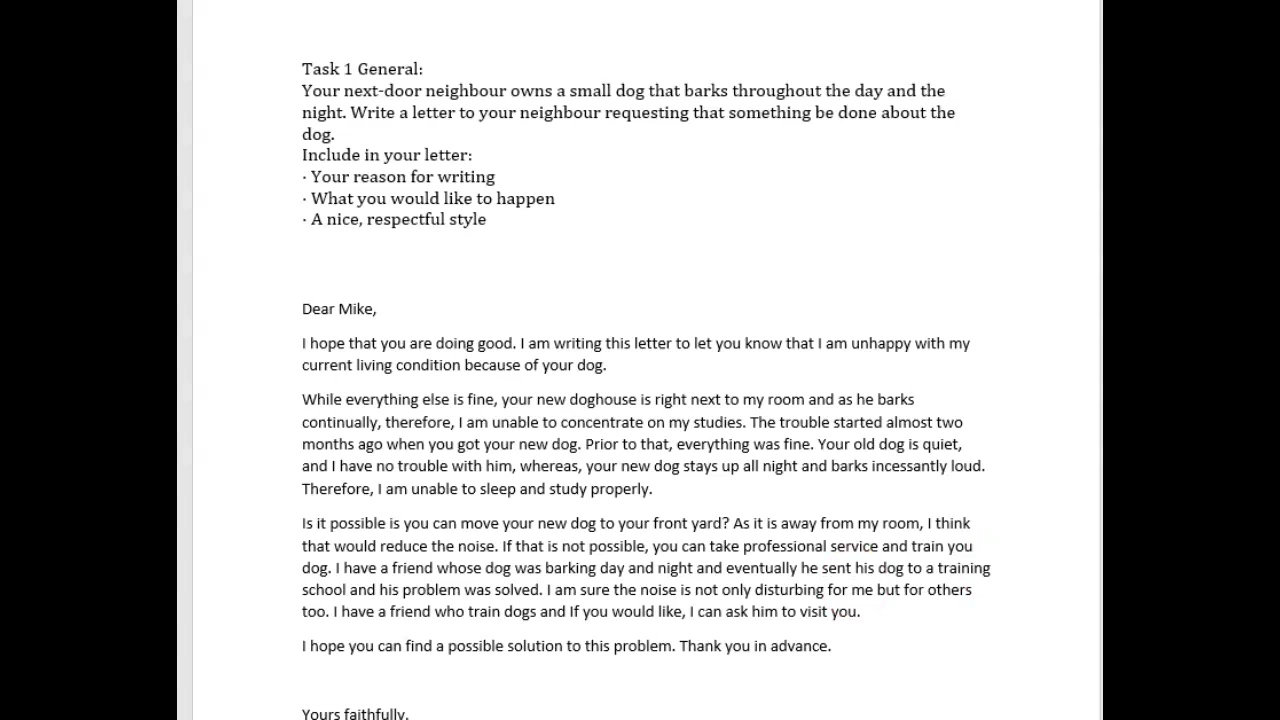 Task 1 General:
Your next-door neighbour owns a small dog that barks throughout the day and the
night. Write a letter to your neighbour requesting that something be done about the
dog.
Include in your letter:
· Your reason for writing
· What you would like to happen
· A nice, respectful style
Dear Mike,
I hope that you are doing good. I am writing this letter to let you know that I am unhappy with my
current living condition because of your dog.
While everything else is fine, your new doghouse is right next to my room and as he barks
continually, therefore, I am unable to concentrate on my studies. The trouble started almost two
months ago when you got your new dog. Prior to that, everything was fine. Your old dog is quiet,
and I have no trouble with him, whereas, your new dog stays up all night and barks incessantly loud.
Therefore, I am unable to sleep and study properly.
Is it possible is you can move your new dog to your front yard? As it is away from my room, I think
that would reduce the noise. If that is not possible, you can take professional service and train you
dog. I have a friend whose dog was barking day and night and eventually he sent his dog to a training
school and his problem was solved. I am sure the noise is not only disturbing for me but for others
too. I have a friend who train dogs and If you would like, I can ask him to visit you.
I hope you can find a possible solution to this problem. Thank you in advance.
Yours faithfully,